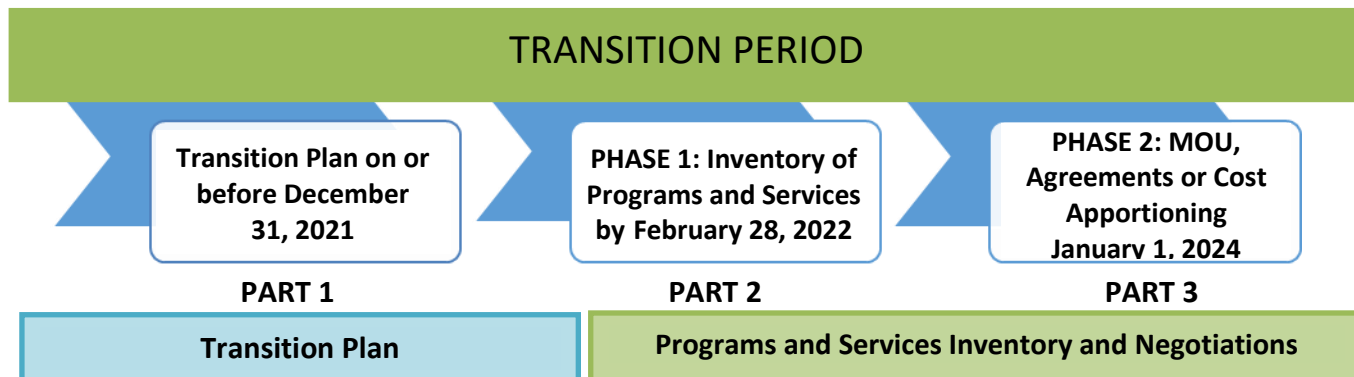 TRANSITION PERIOD
Transition Plan on or
before December
31, 2021
PHASE 1: Inventory of
Programs and Services
by February 28, 2022
PHASE 2: MOU,
Agreements or Cost
Apportioning
January 1, 2024
PART 1
PART 2
PART 3
Transition Plan
Programs and Services Inventory and Negotiations